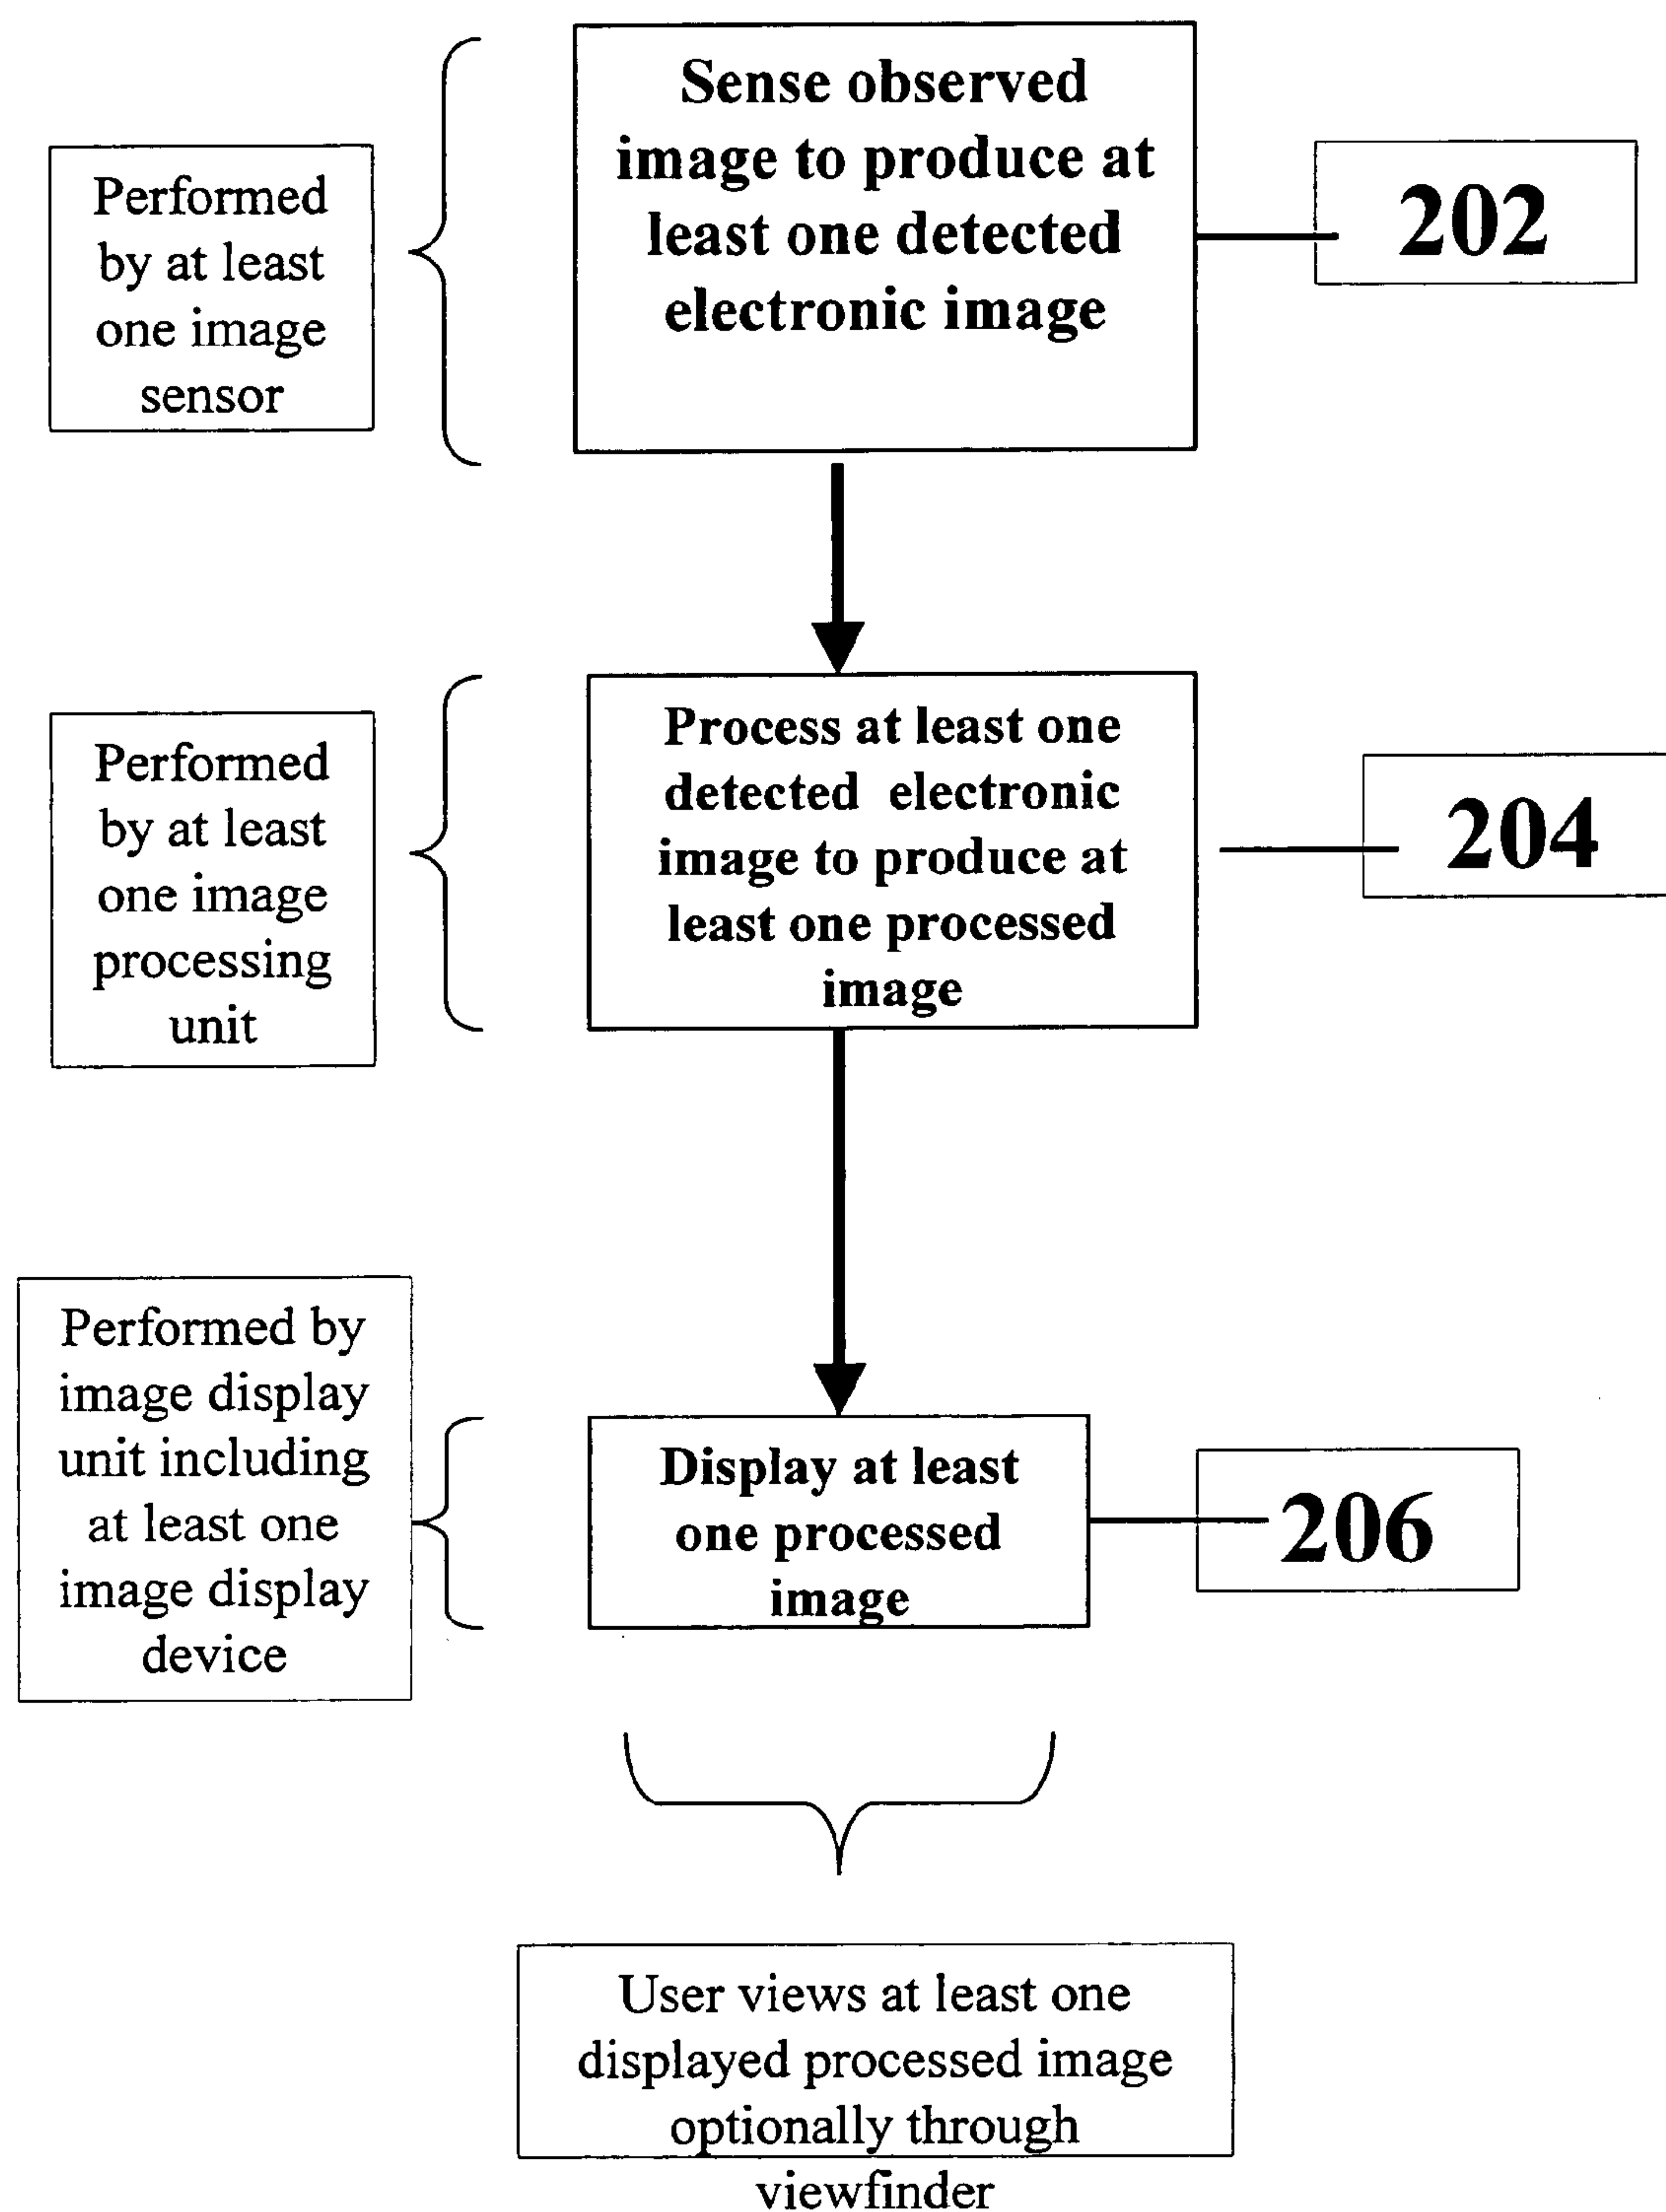 Sense observed
image to produce at
least one detected
electronic image
202
Performed
by at least
one image
sensor
Process at least one
detected electronic
image to produce at
least one processed
image
204
Performed
by at least
one image
processing
unit
Display at least
one processed
image
206
Performed by
image display
unit including
at least one
image display
device
User views at least one
displayed processed image
optionally through
viewfinder